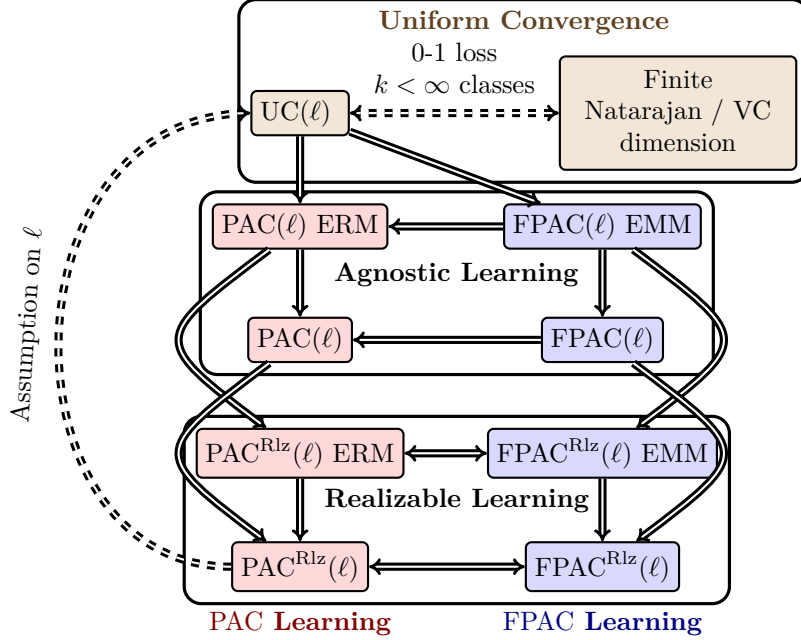 Uniform Convergence
0-1 loss
k < ∞ classes
UC(ℓ)
Finite
Natarajan / VC
dimension
PAC(ℓ) ERM
FPAC(ℓ) EMM
Agnostic Learning
PAC(ℓ)
FPAC(ℓ)
Assumption on ℓ
PAC^Rlz(ℓ) ERM
FPAC^Rlz(ℓ) EMM
Realizable Learning
PAC^Rlz(ℓ)
FPAC^Rlz(ℓ)
PAC Learning
FPAC Learning